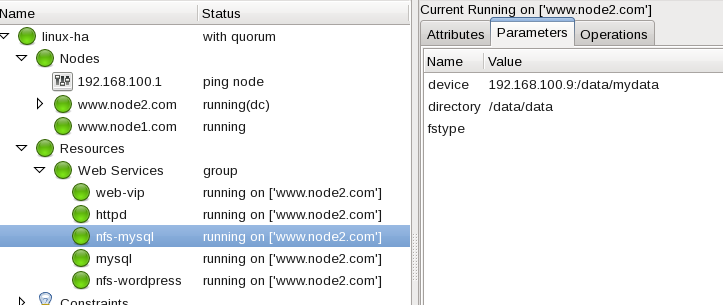 Name Status
linux-ha with quorum
Nodes
192.168.100.1 ping node
www.node2.com running(dc)
www.node1.com running
Resources
Web Services group
web-vip running on ['www.node2.com']
httpd running on ['www.node2.com']
nfs-mysql running on ['www.node2.com']
mysql running on ['www.node2.com']
nfs-wordpress running on ['www.node2.com']
Constraints
Current Running on ['www.node2.com']
Attributes Parameters Operations
Name Value
device 192.168.100.9:/data/mydata
directory /data/data
fstype